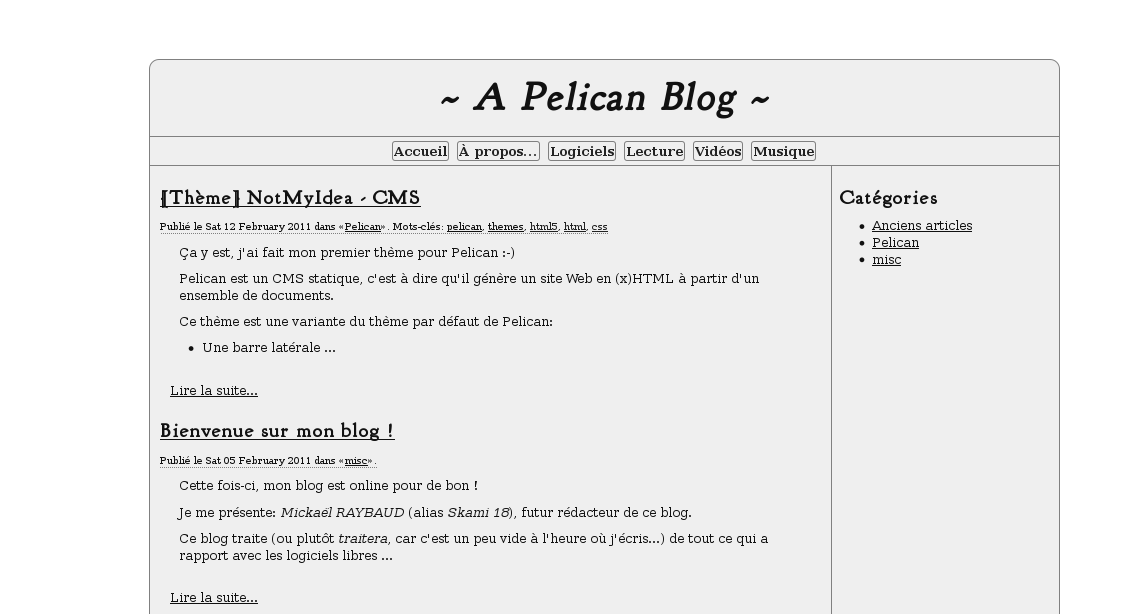 ~ A Pelican Blog ~
Accueil À propos... Logiciels Lecture Vidéos Musique
[Thème] NotMyIdea - CMS
Publié le Sat 12 February 2011 dans «Pelican». Mots-clés: pelican, themes, html5, html, css
Ça y est, j'ai fait mon premier thème pour Pelican :-)
Pelican est un CMS statique, c'est à dire qu'il génère un site Web en (x)HTML à partir d'un
ensemble de documents.
Ce thème est une variante du thème par défaut de Pelican:
• Une barre latérale ...
Lire la suite...
Bienvenue sur mon blog !
Publié le Sat 05 February 2011 dans «misc».
Cette fois-ci, mon blog est online pour de bon !
Je me présente: Mickaël RAYBAUD (alias Skami 18), futur rédacteur de ce blog.
Ce blog traite (ou plutôt traitera, car c'est un peu vide à l'heure où j'écris...) de tout ce qui a
rapport avec les logiciels libres ...
Lire la suite...
Catégories
• Anciens articles
• Pelican
• misc